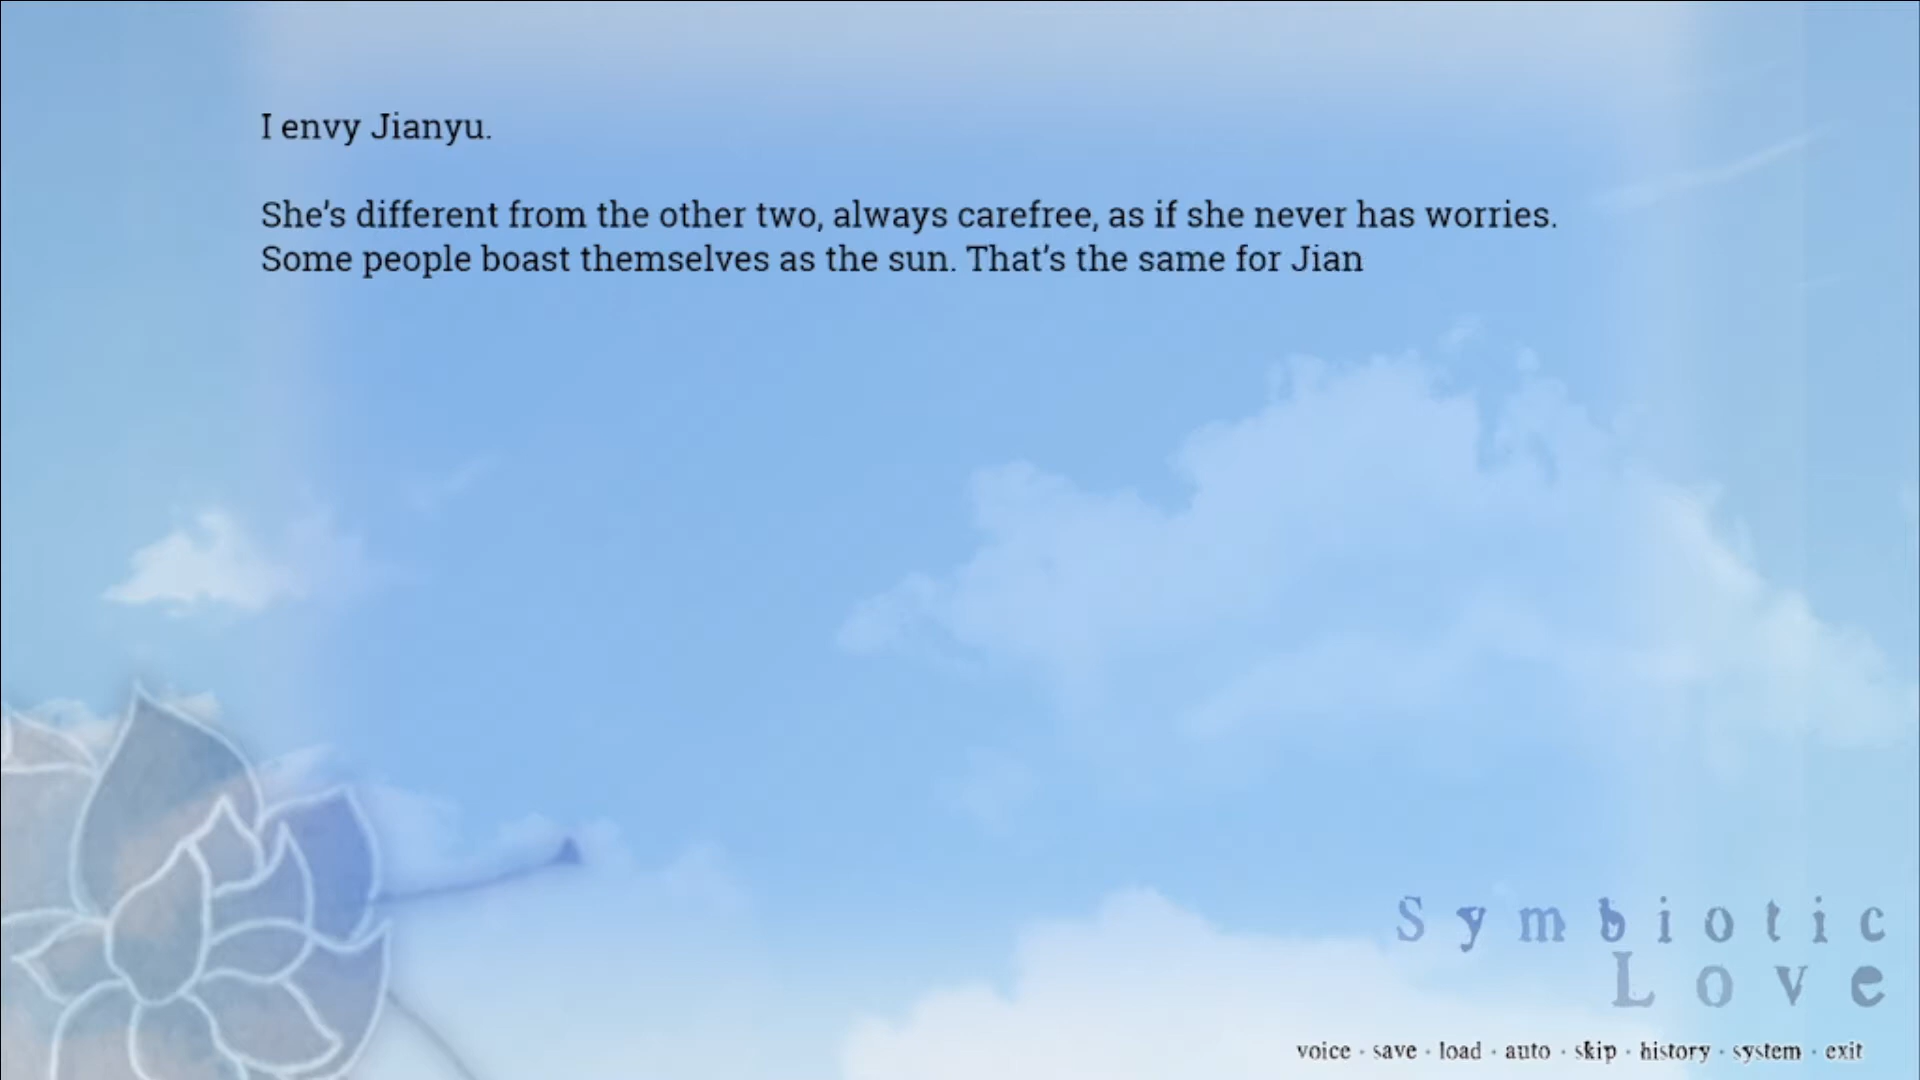 I envy Jianyu.
She’s different from the other two, always carefree, as if she never has worries.
Some people boast themselves as the sun. That’s the same for Jian
Symbiotic
Love
voice · save · load · auto · skip · history · system · exit